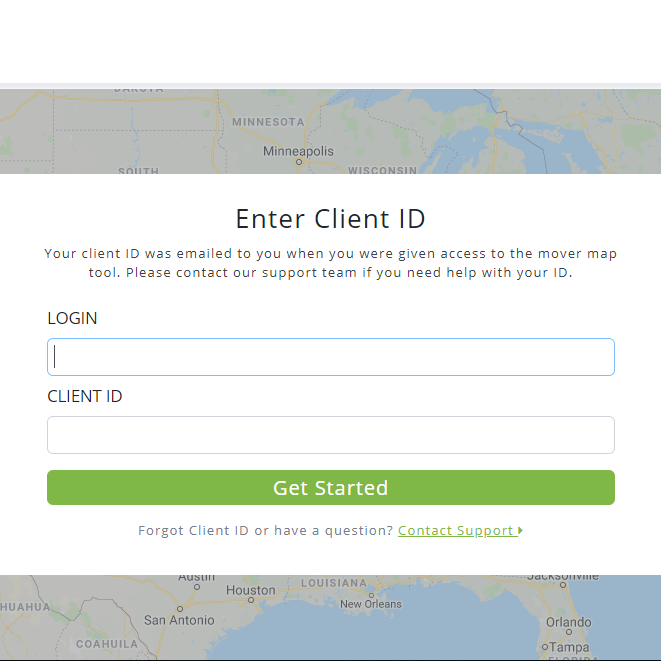 DAKOTA
MINNESOTA
Minneapolis
SOUTH
WISCONSIN
Enter Client ID
Your client ID was emailed to you when you were given access to the mover map
tool. Please contact our support team if you need help with your ID.
LOGIN
CLIENT ID
Get Started
Forgot Client ID or have a question? Contact Support
Austin
Houston
LOUISIANA
Jacksonville
HUAHUA
San Antonio
New Orleans
Orlando
COAHUILA
Tampa
FLORIDA